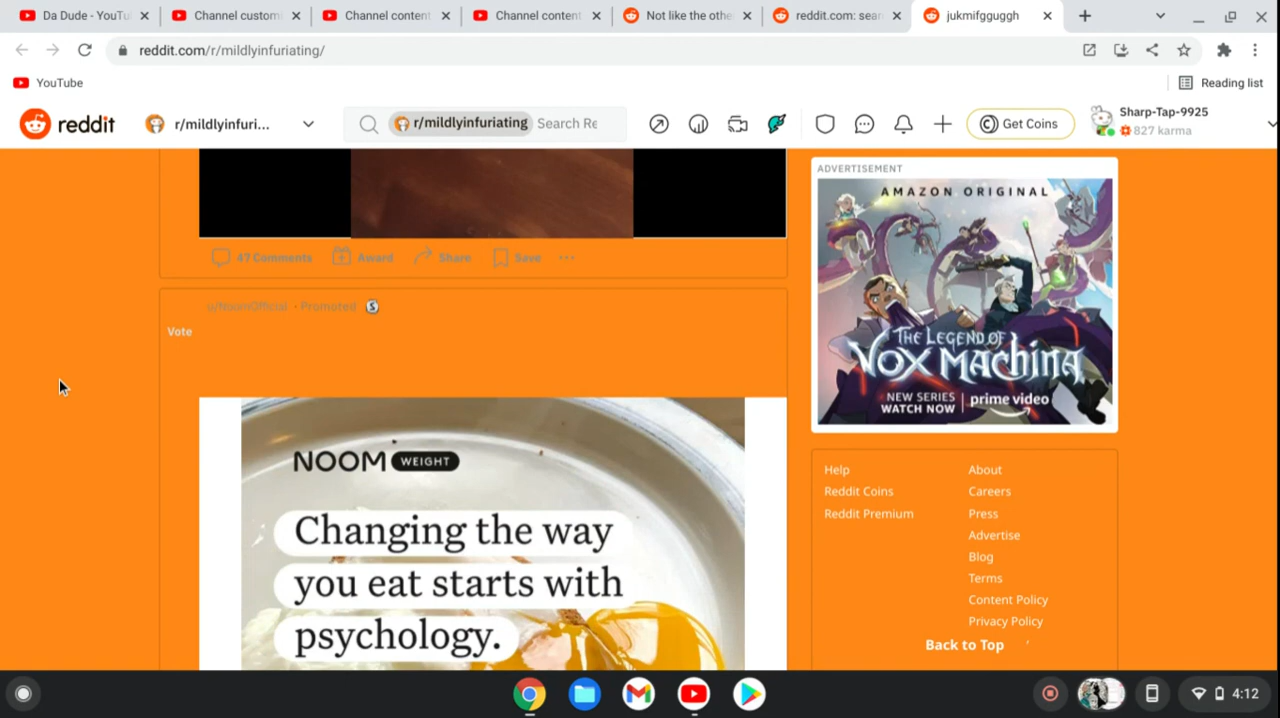 Da Dude - YouTu
Channel custom
Channel content
Channel content
Not like the othe
reddit.com: sear
jukmifgguggh
reddit.com/r/mildlyinfuriating/
YouTube
Reading list
reddit
r/mildlyinfuri...
r/mildlyinfuriating
Search Re
Get Coins
Sharp-Tap-9925
827 karma
ADVERTISEMENT
AMAZON ORIGINAL
THE LEGEND OF
VOX MACHINA
NEW SERIES
WATCH NOW
prime video
47 Comments
Award
Share
Save
u/NoomOfficial · Promoted
Vote
NOOM WEIGHT
Changing the way
you eat starts with
psychology.
Help
About
Reddit Coins
Careers
Reddit Premium
Press
Advertise
Blog
Terms
Content Policy
Privacy Policy
Back to Top
4:12